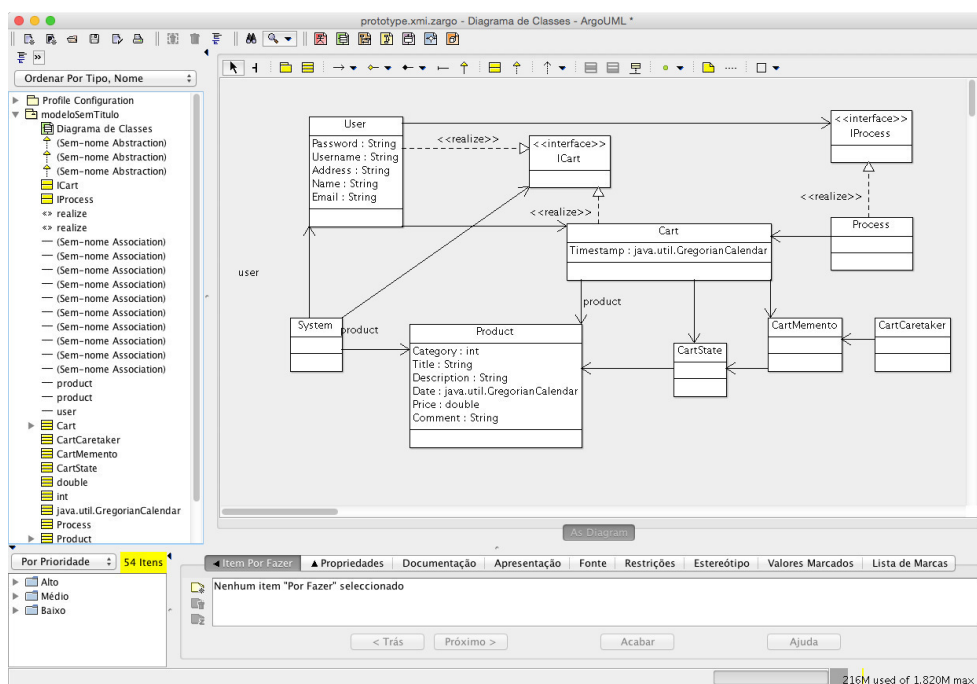 prototype.xmi.zargo - Diagrama de Classes - ArgoUML *
Ordenar Por Tipo, Nome
Profile Configuration
modeloSemTitulo
Diagrama de Classes
(Sem-nome Abstraction)
(Sem-nome Abstraction)
(Sem-nome Abstraction)
ICart
IProcess
«» realize
«» realize
(Sem-nome Association)
(Sem-nome Association)
(Sem-nome Association)
(Sem-nome Association)
(Sem-nome Association)
(Sem-nome Association)
(Sem-nome Association)
(Sem-nome Association)
(Sem-nome Association)
(Sem-nome Association)
product
product
user
Cart
CartCaretaker
CartMemento
CartState
double
int
java.util.GregorianCalendar
Process
Product
User
Password : String
Username : String
Address : String
Name : String
Email : String
<<realize>>
<<interface>>
ICart
<<interface>>
IProcess
<<realize>>
<<realize>>
Cart
Timestamp : java.util.GregorianCalendar
Process
user
product
System
product
Product
Category : int
Title : String
Description : String
Date : java.util.GregorianCalendar
Price : double
Comment : String
CartState
CartMemento
CartCaretaker
As Diagram
Por Prioridade
54 Itens
Alto
Médio
Baixo
Item Por Fazer
Propriedades
Documentação
Apresentação
Fonte
Restrições
Estereótipo
Valores Marcados
Lista de Marcas
Nenhum item "Por Fazer" seleccionado
< Trás
Próximo >
Acabar
Ajuda
216M used of 1.820M max